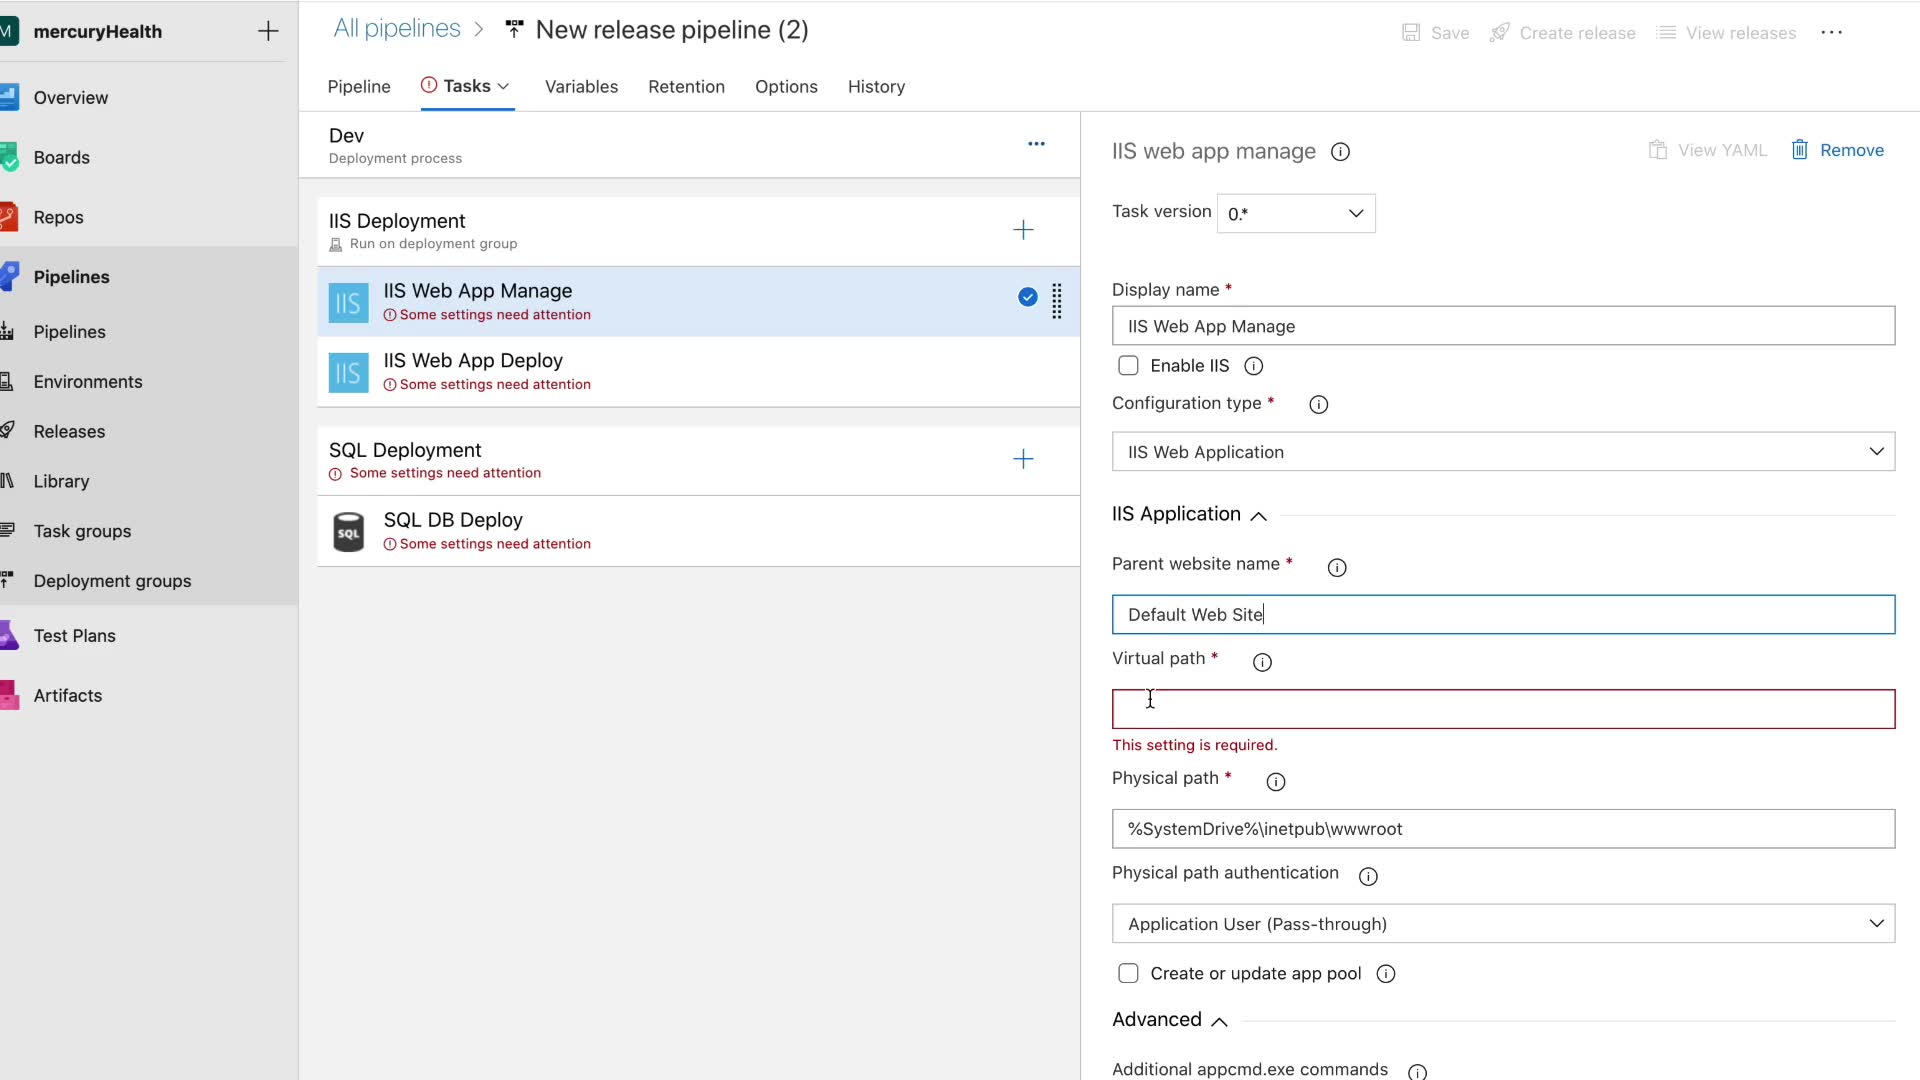 M
mercuryHealth
Overview
Boards
Repos
Pipelines
Pipelines
Environments
Releases
Library
Task groups
Deployment groups
Test Plans
Artifacts
All pipelines > New release pipeline (2)
Save
Create release
View releases
Pipeline
Tasks
Variables
Retention
Options
History
Dev
Deployment process
IIS Deployment
Run on deployment group
IIS
IIS Web App Manage
Some settings need attention
IIS
IIS Web App Deploy
Some settings need attention
SQL Deployment
Some settings need attention
SQL
SQL DB Deploy
Some settings need attention
IIS web app manage
View YAML
Remove
Task version
0.*
Display name *
IIS Web App Manage
Enable IIS
Configuration type *
IIS Web Application
IIS Application
Parent website name *
Default Web Site
Virtual path *
This setting is required.
Physical path *
%SystemDrive%\inetpub\wwwroot
Physical path authentication
Application User (Pass-through)
Create or update app pool
Advanced
Additional appcmd.exe commands